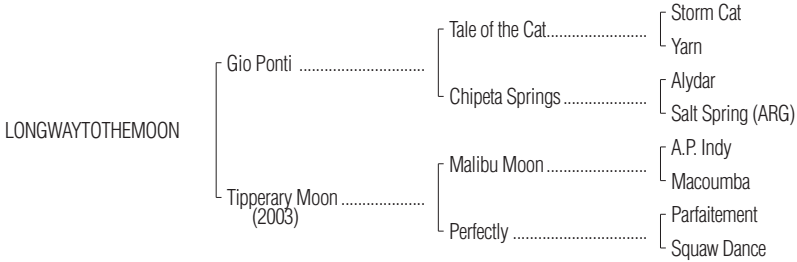 LONGWAYTOTHEMOON
Gio Ponti ..............................
Tipperary Moon ....................
(2003)
Tale of the Cat........................
Chipeta Springs ....................
Malibu Moon ........................
Perfectly ................................
Storm Cat
Yarn
Alydar
Salt Spring (ARG)
A.P. Indy
Macoumba
Parfaitement
Squaw Dance